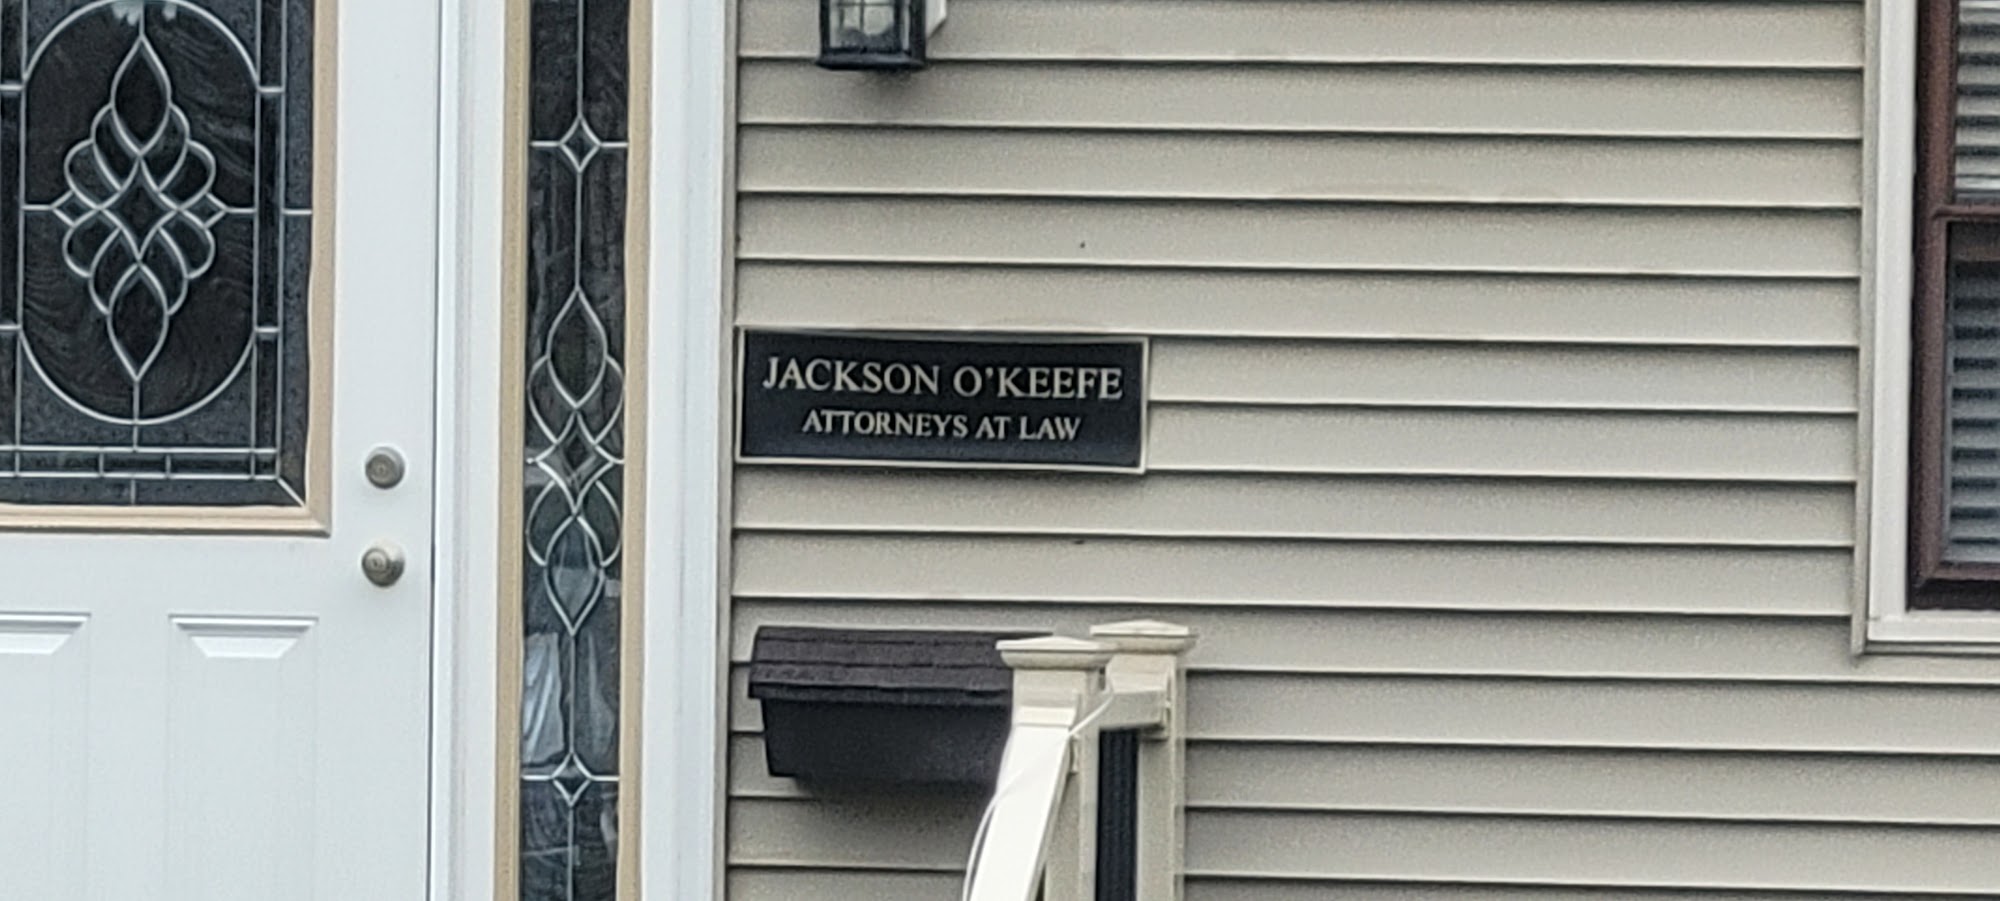 JACKSON O'KEEFE
ATTORNEYS AT LAW